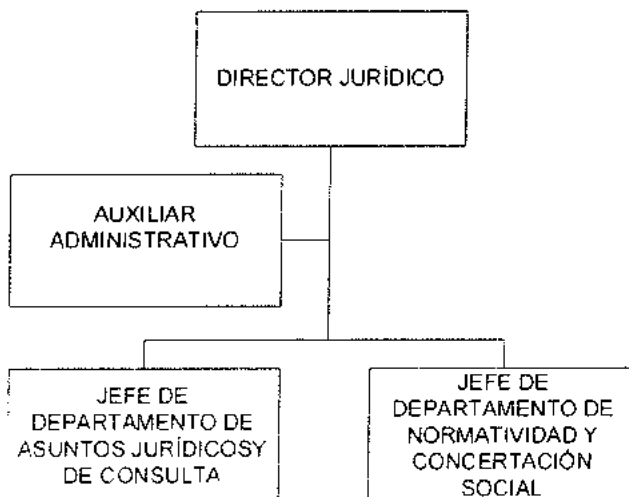 DIRECTOR JURÍDICO
AUXILIAR
ADMINISTRATIVO
JEFE DE
DEPARTAMENTO DE
ASUNTOS JURÍDICOSY
DE CONSULTA
JEFE DE
DEPARTAMENTO DE
NORMATIVIDAD Y
CONCERTACIÓN
SOCIAL